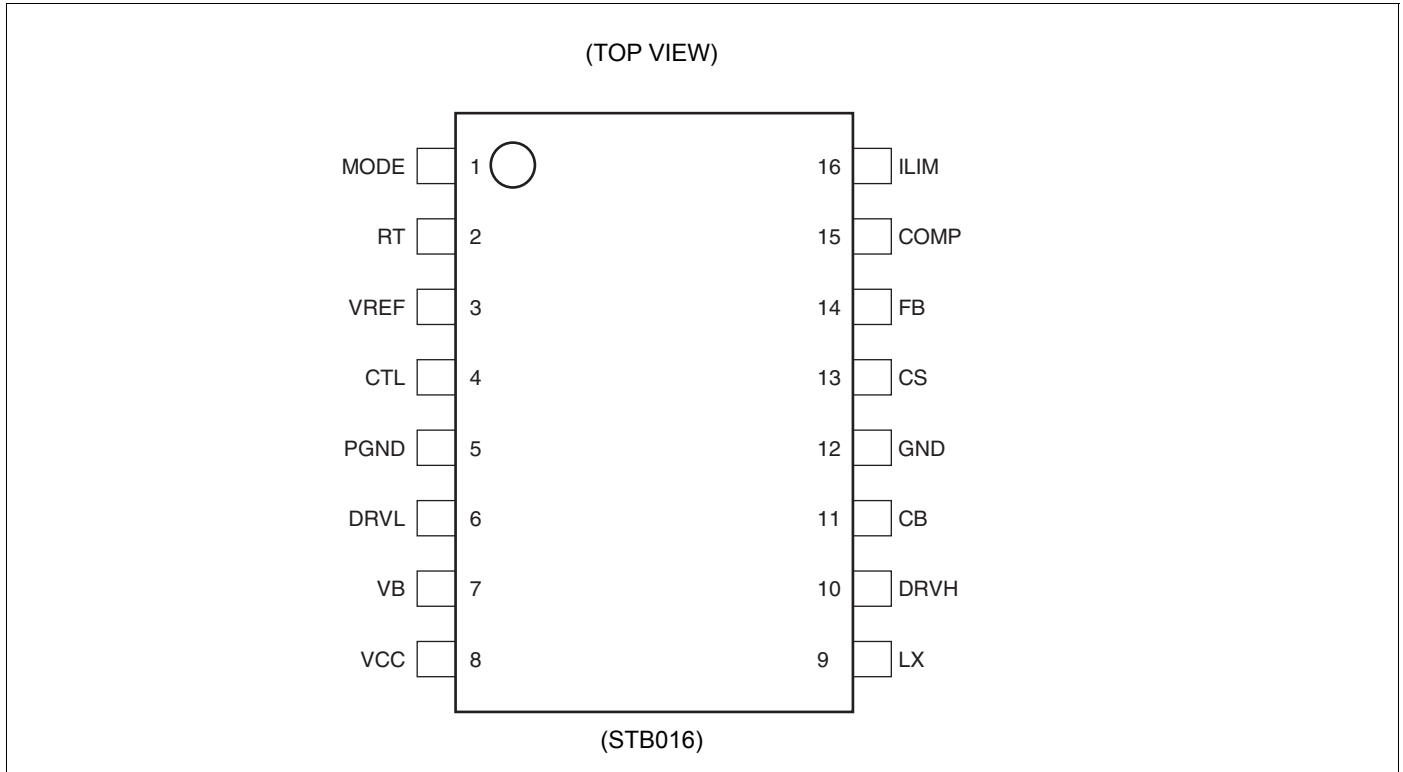 (TOP VIEW)
MODE 1 16 ILIM
RT 2 15 COMP
VREF 3 14 FB
CTL 4 13 CS
PGND 5 12 GND
DRVL 6 11 CB
VB 7 10 DRVH
VCC 8 9 LX
(STB016)